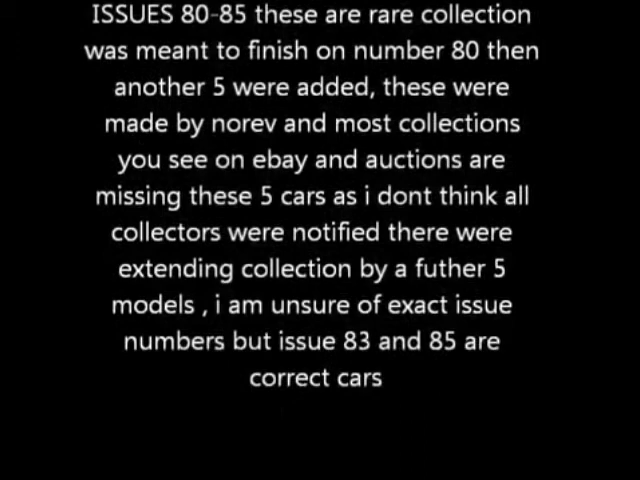 ISSUES 80-85 these are rare collection
was meant to finish on number 80 then
another 5 were added, these were
made by norev and most collections
you see on ebay and auctions are
missing these 5 cars as i dont think all
collectors were notified there were
extending collection by a futher 5
models , i am unsure of exact issue
numbers but issue 83 and 85 are
correct cars